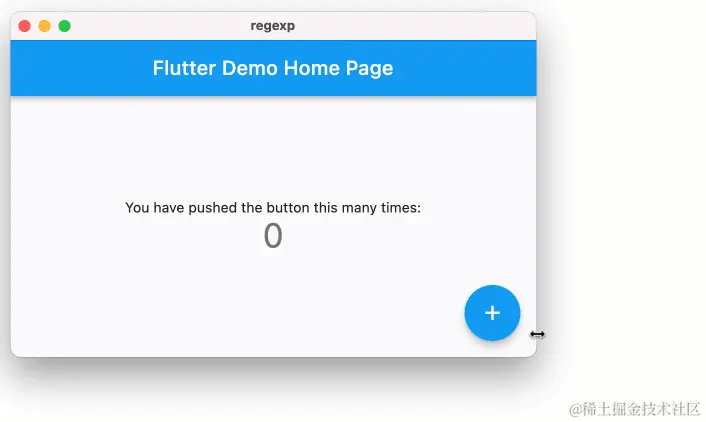 regexp
Flutter Demo Home Page
You have pushed the button this many times:
0
+
@稀土掘金技术社区